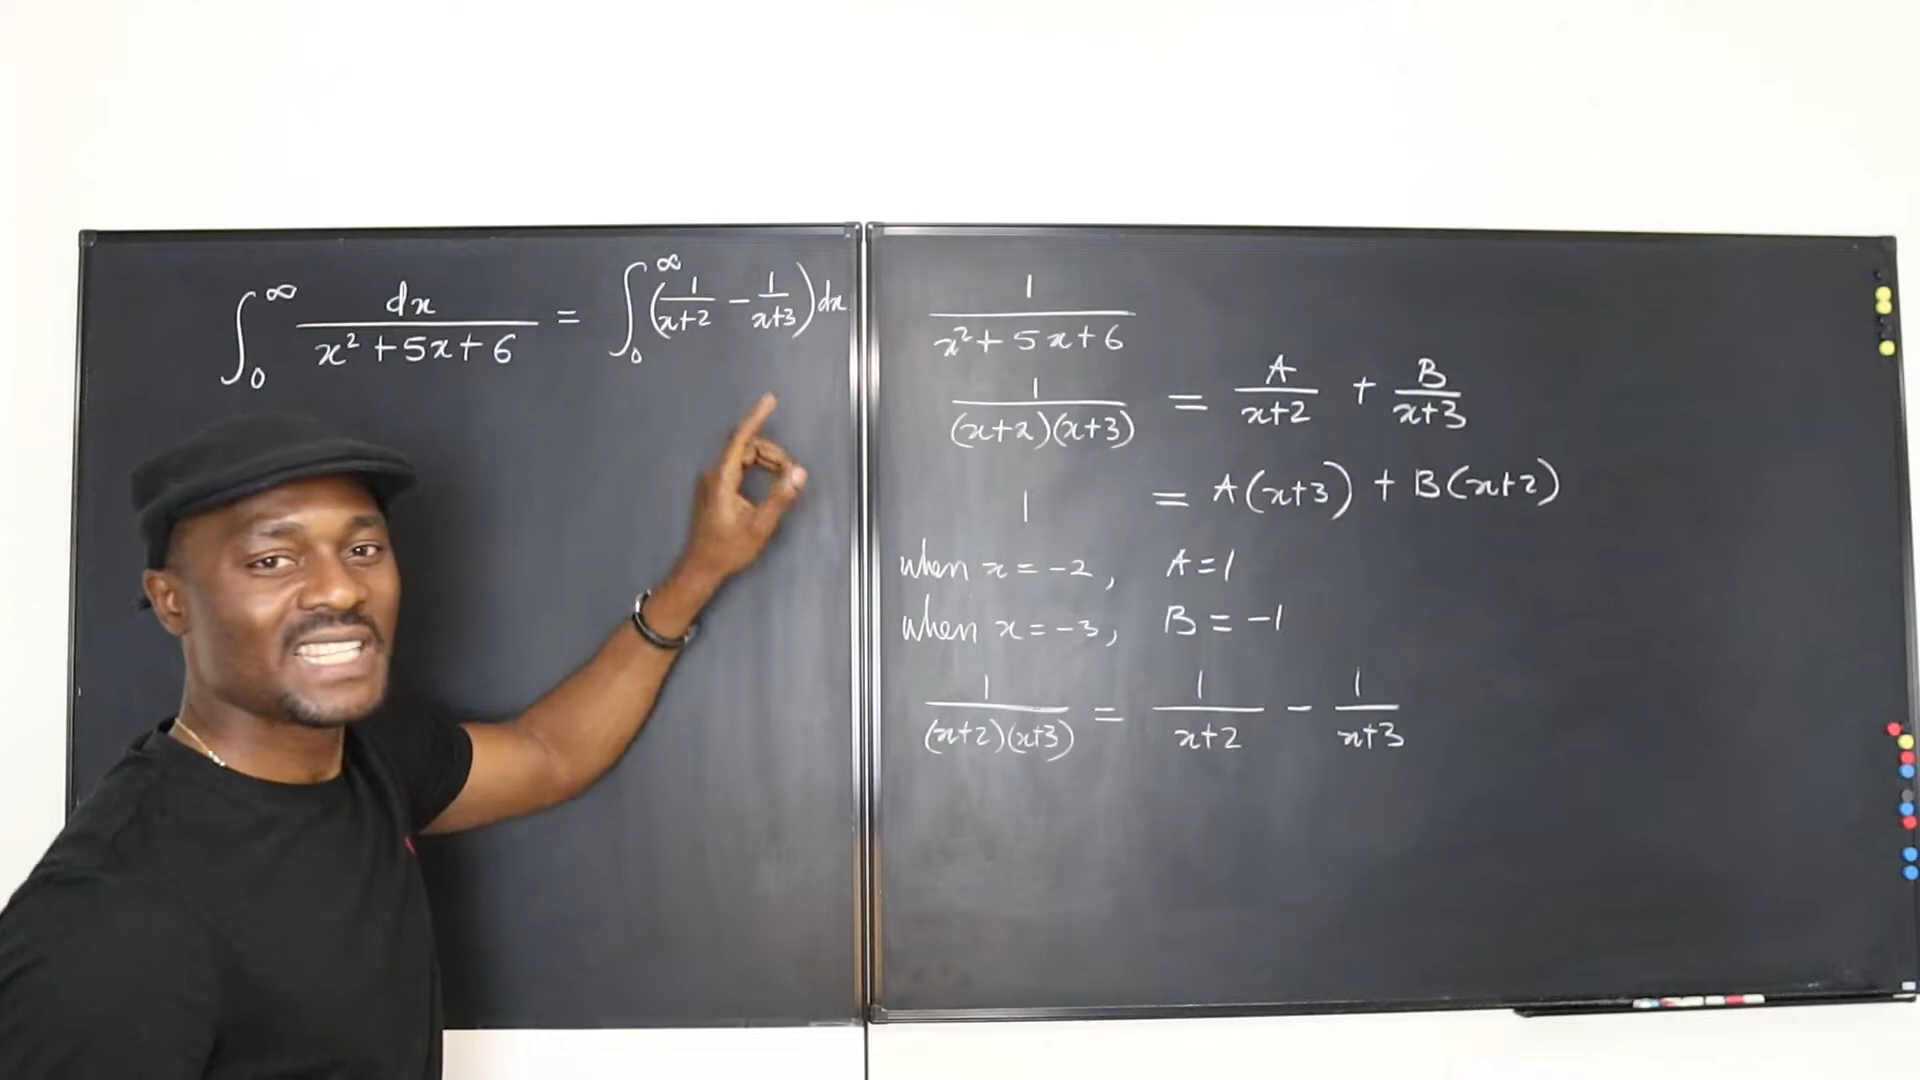 ∫₀^∞ dx/(x² + 5x + 6) = ∫₀^∞ (1/(x+2) − 1/(x+3)) dx
1/(x² + 5x + 6)
1/((x+2)(x+3)) = A/(x+2) + B/(x+3)
1 = A(x+3) + B(x+2)
when x = -2, A = 1
when x = -3, B = -1
1/((x+2)(x+3)) = 1/(x+2) − 1/(x+3)